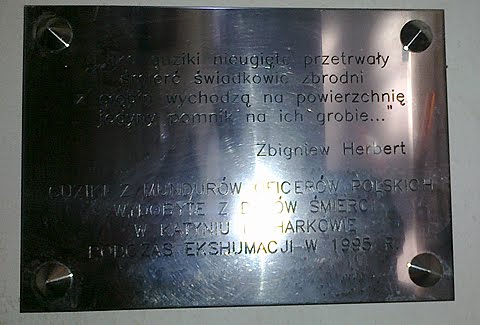 guziki nieugięte przetrwały
śmierć świadkowie zbrodni
z wychodzą na powierzchnię
jedyny pomnik na ich grobie..."
Zbigniew Herbert
GUZIKI Z MUNDURÓW OFICERÓW POLSKICH
WYDOBYTE Z DOŁÓW ŚMIERCI
W KATYNIU I CHARKOWIE
PODCZAS EKSHUMACJI W 1995 R.